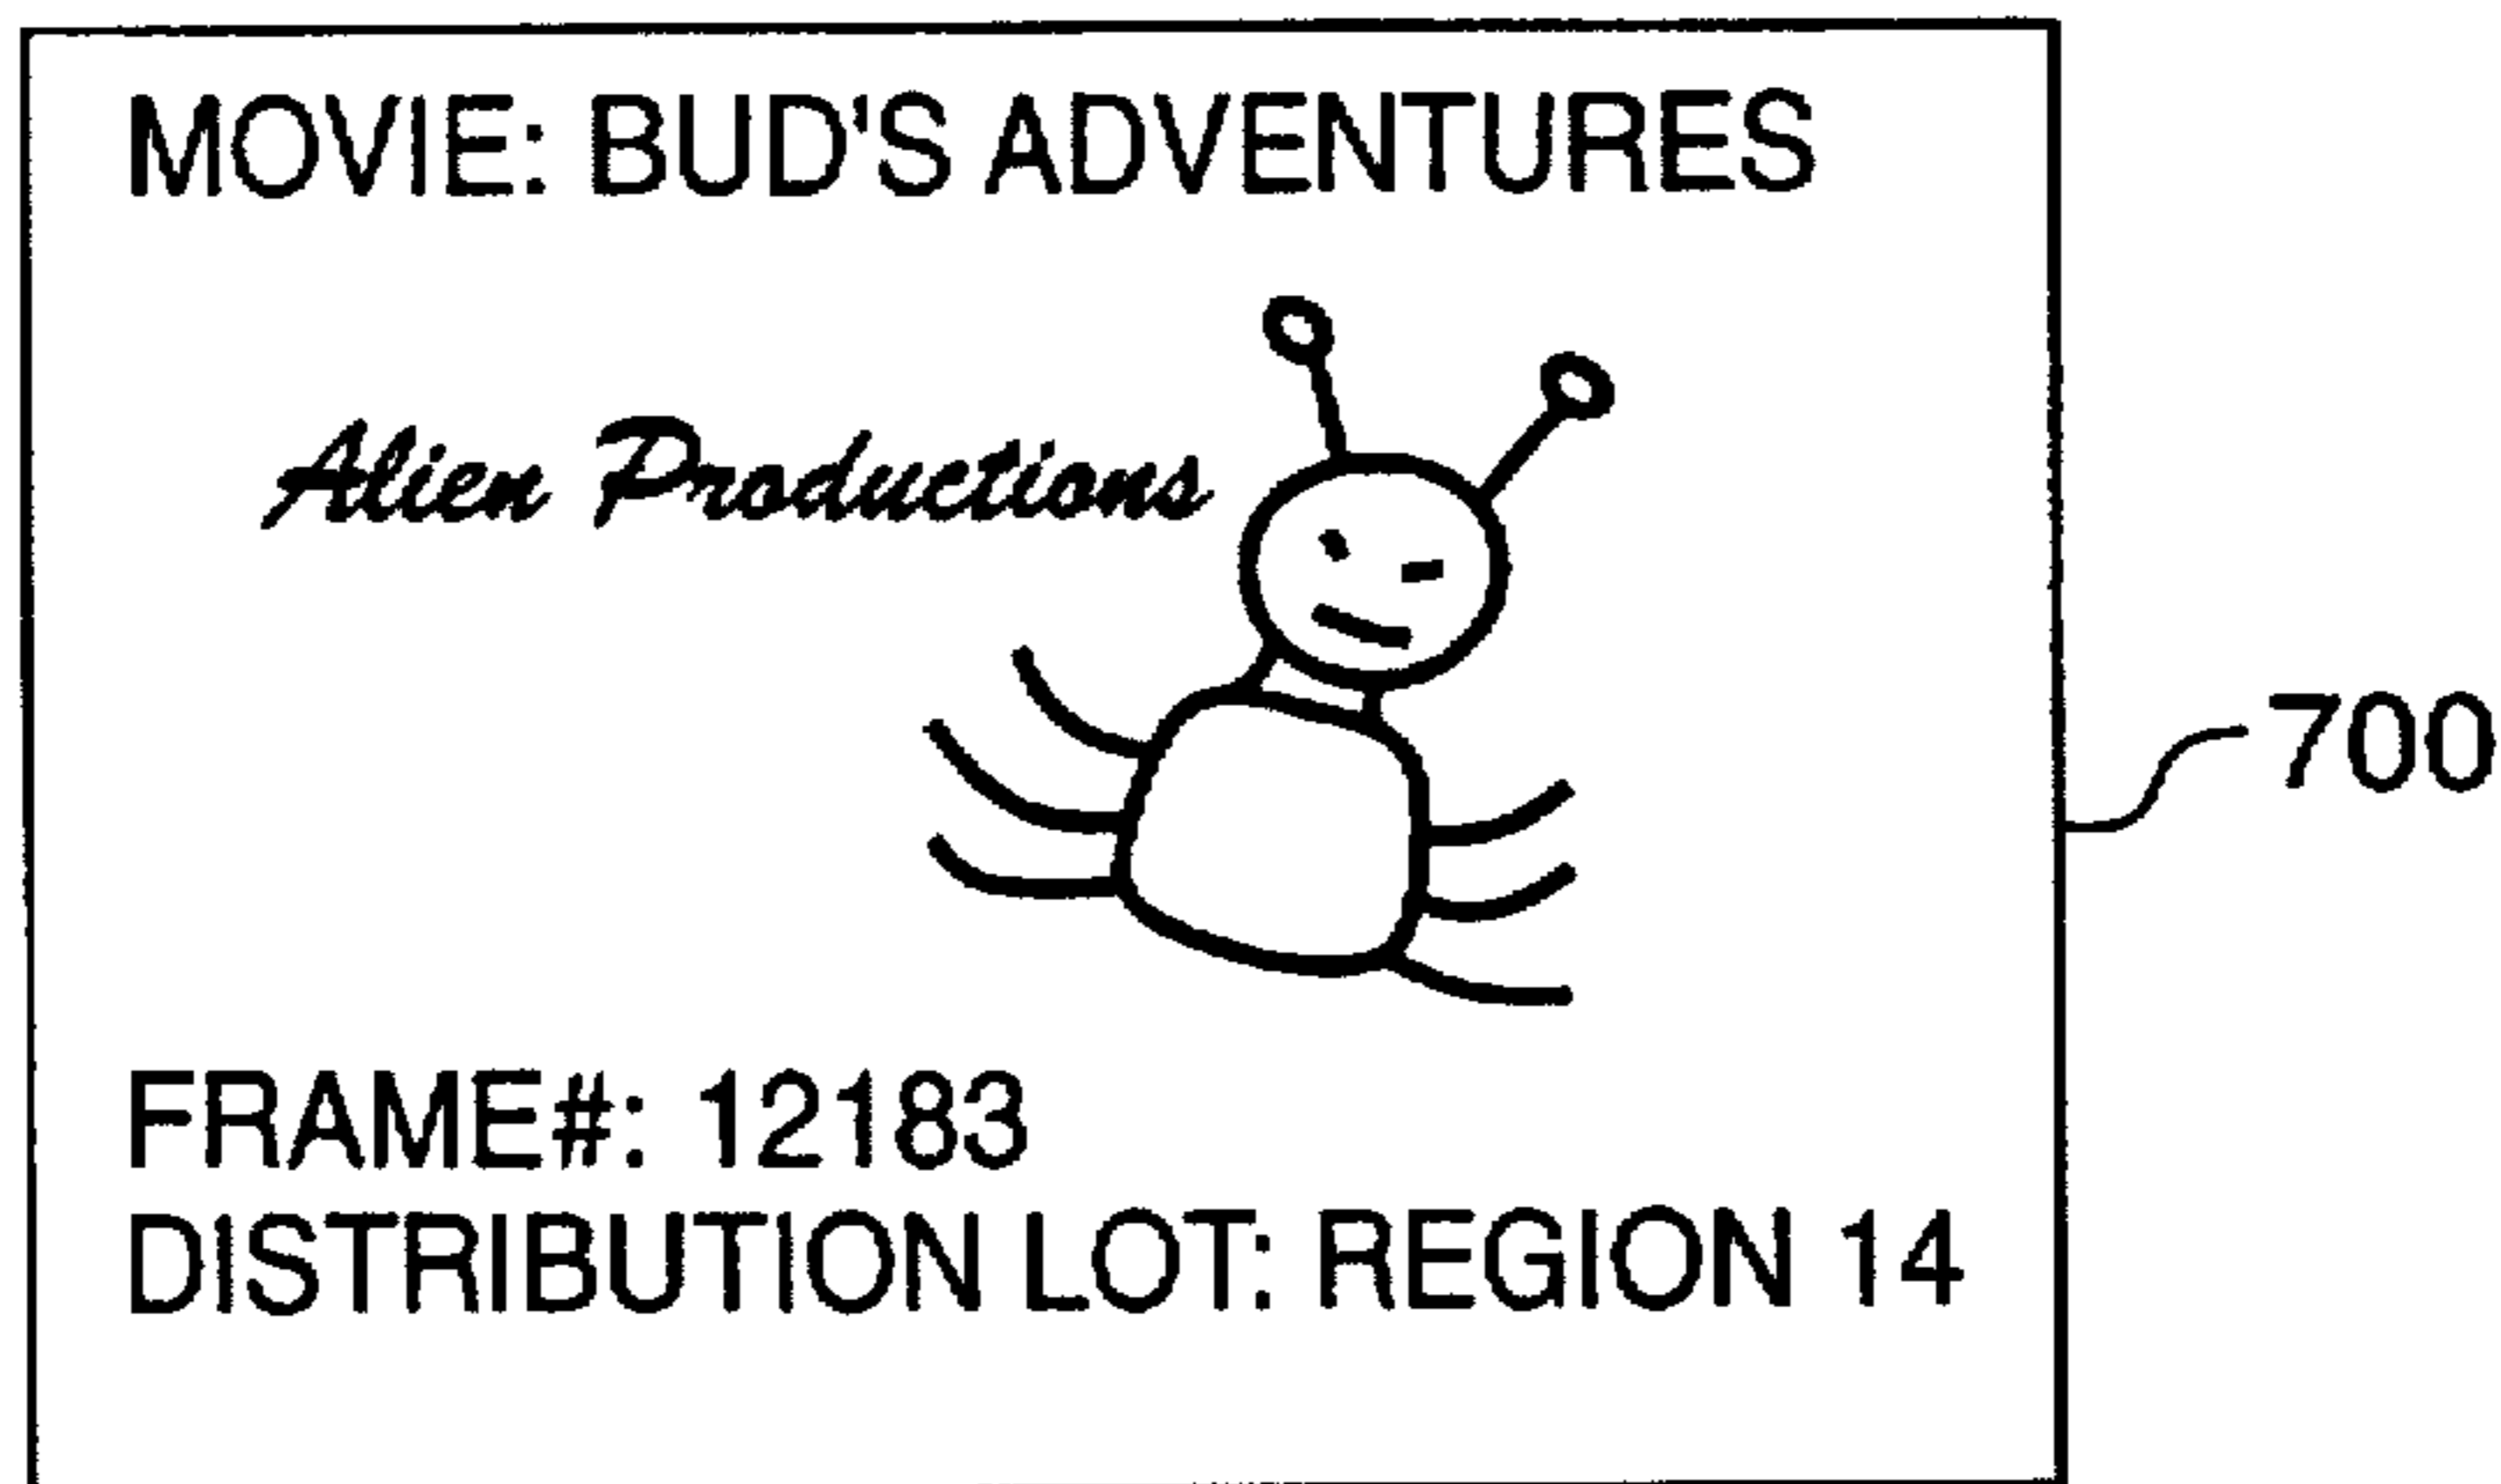 MOVIE: BUD'S ADVENTURES
Alien Productions
700
FRAME#: 12183
DISTRIBUTION LOT: REGION 14